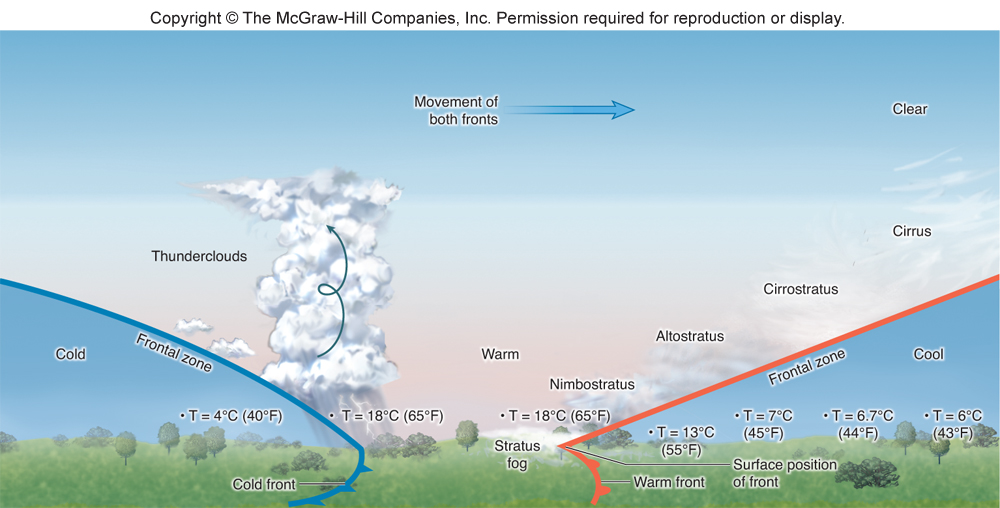 Copyright © The McGraw-Hill Companies, Inc. Permission required for reproduction or display.
Movement of
both fronts
Clear
Cirrus
Thunderclouds
Cirrostratus
Altostratus
Frontal zone
Cold
Warm
Frontal zone
Cool
Nimbostratus
• T = 4°C (40°F)
• T = 18°C (65°F)
• T = 18°C (65°F)
• T = 13°C
(55°F)
• T = 7°C
(45°F)
• T = 6.7°C
(44°F)
• T = 6°C
(43°F)
Stratus
fog
Surface position
of front
Cold front
Warm front